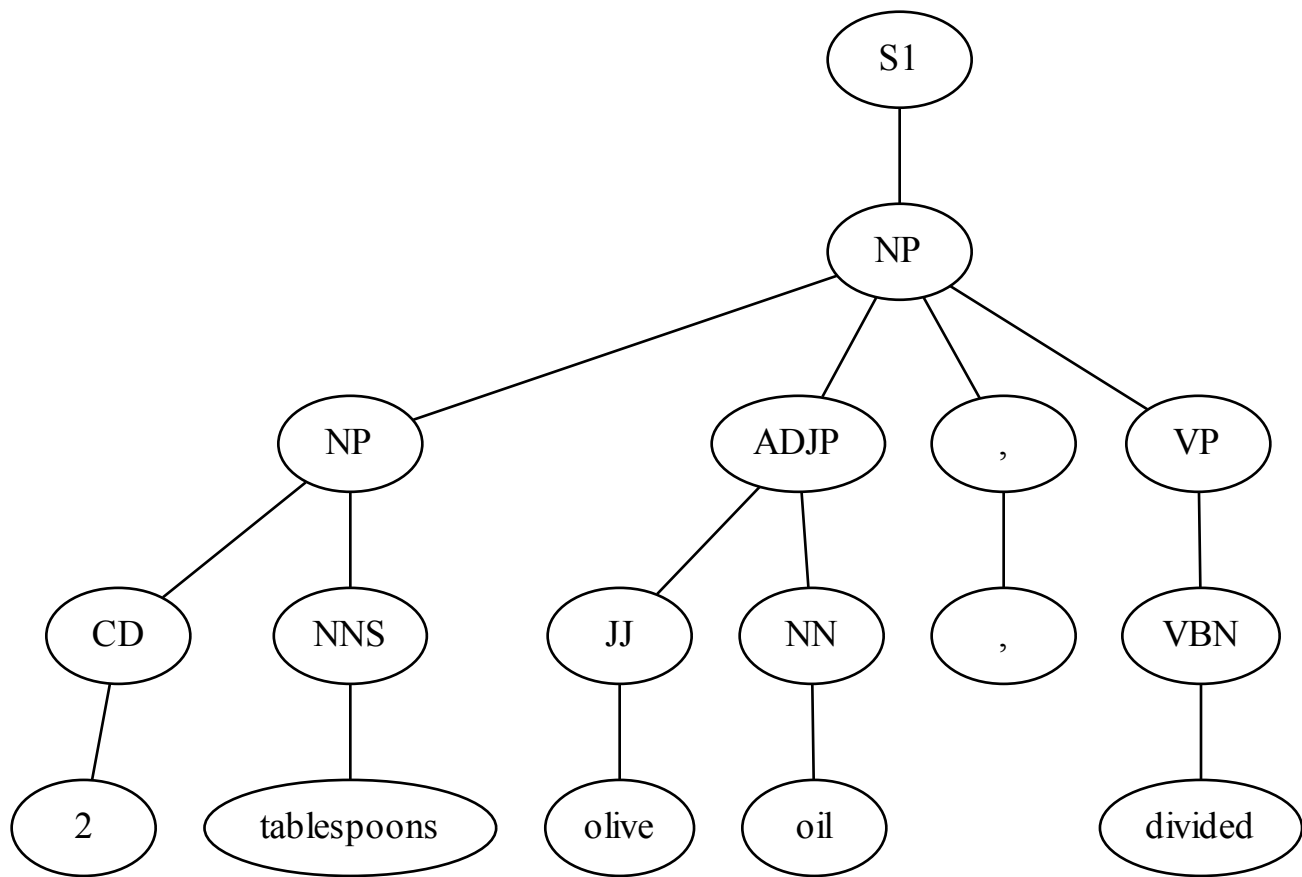 S1
NP
NP ADJP , VP
CD NNS JJ NN , VBN
2 tablespoons olive oil divided